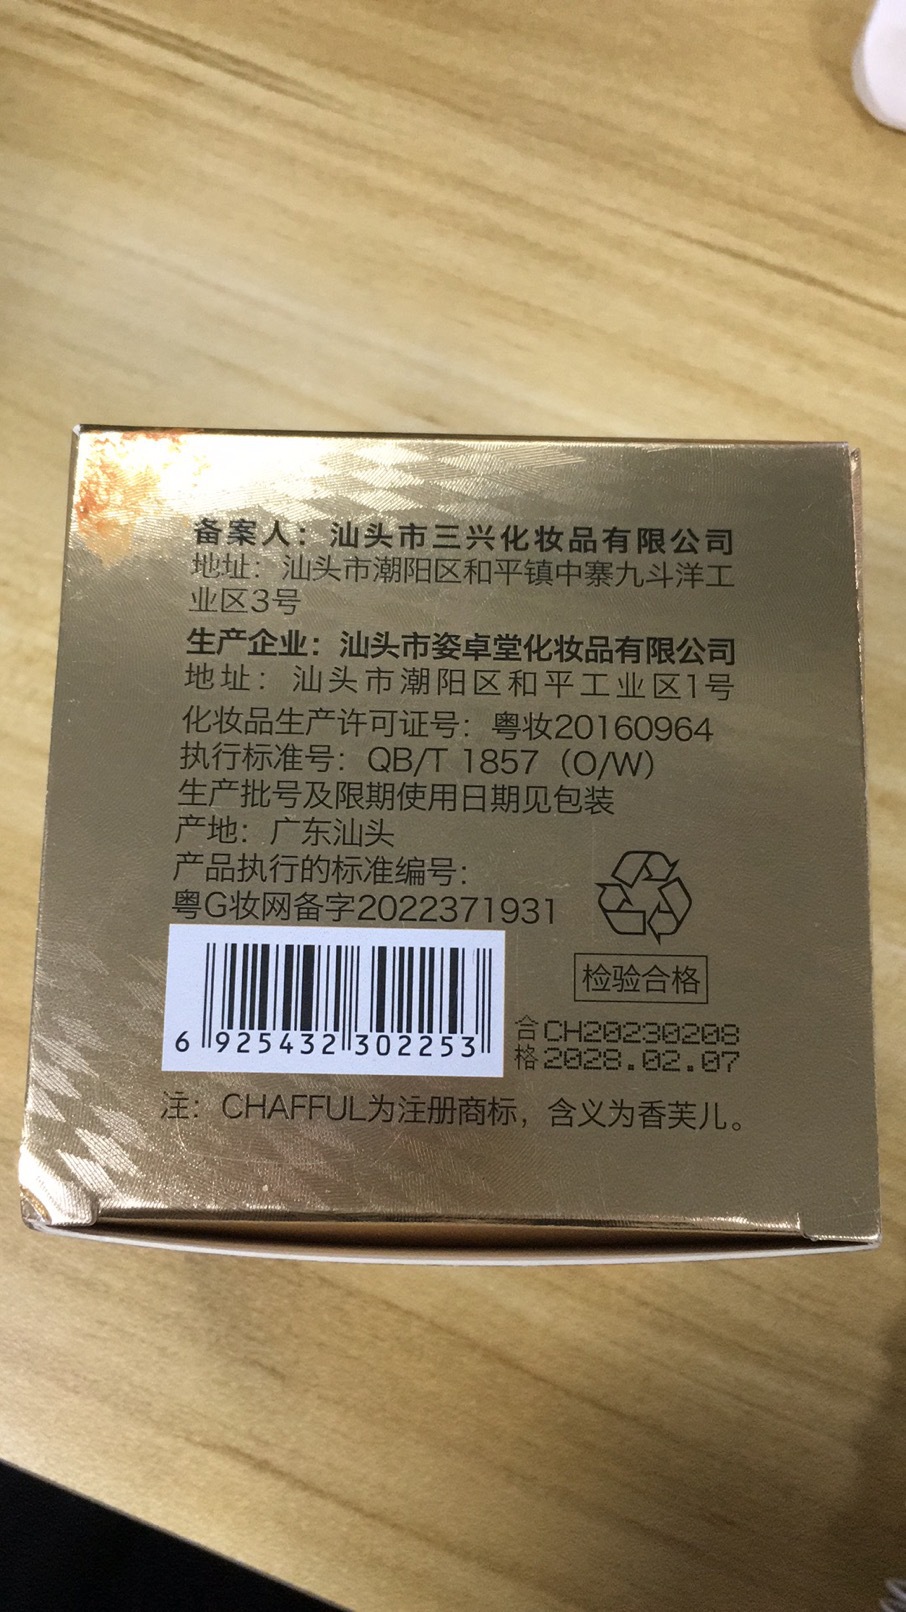 备案人：汕头市三兴化妆品有限公司
地址：汕头市潮阳区和平镇中寨九斗洋工
业区3号
生产企业：汕头市姿卓堂化妆品有限公司
地址：汕头市潮阳区和平工业区1号
化妆品生产许可证号：粤妆20160964
执行标准号：QB/T 1857（O/W）
生产批号及限期使用日期见包装
产地：广东汕头
产品执行的标准编号：
粤G妆网备字2022371931
检验合格
6 925432 302253
合CH20230208
格2028.02.07
注：CHAFFUL为注册商标，含义为香芙儿。